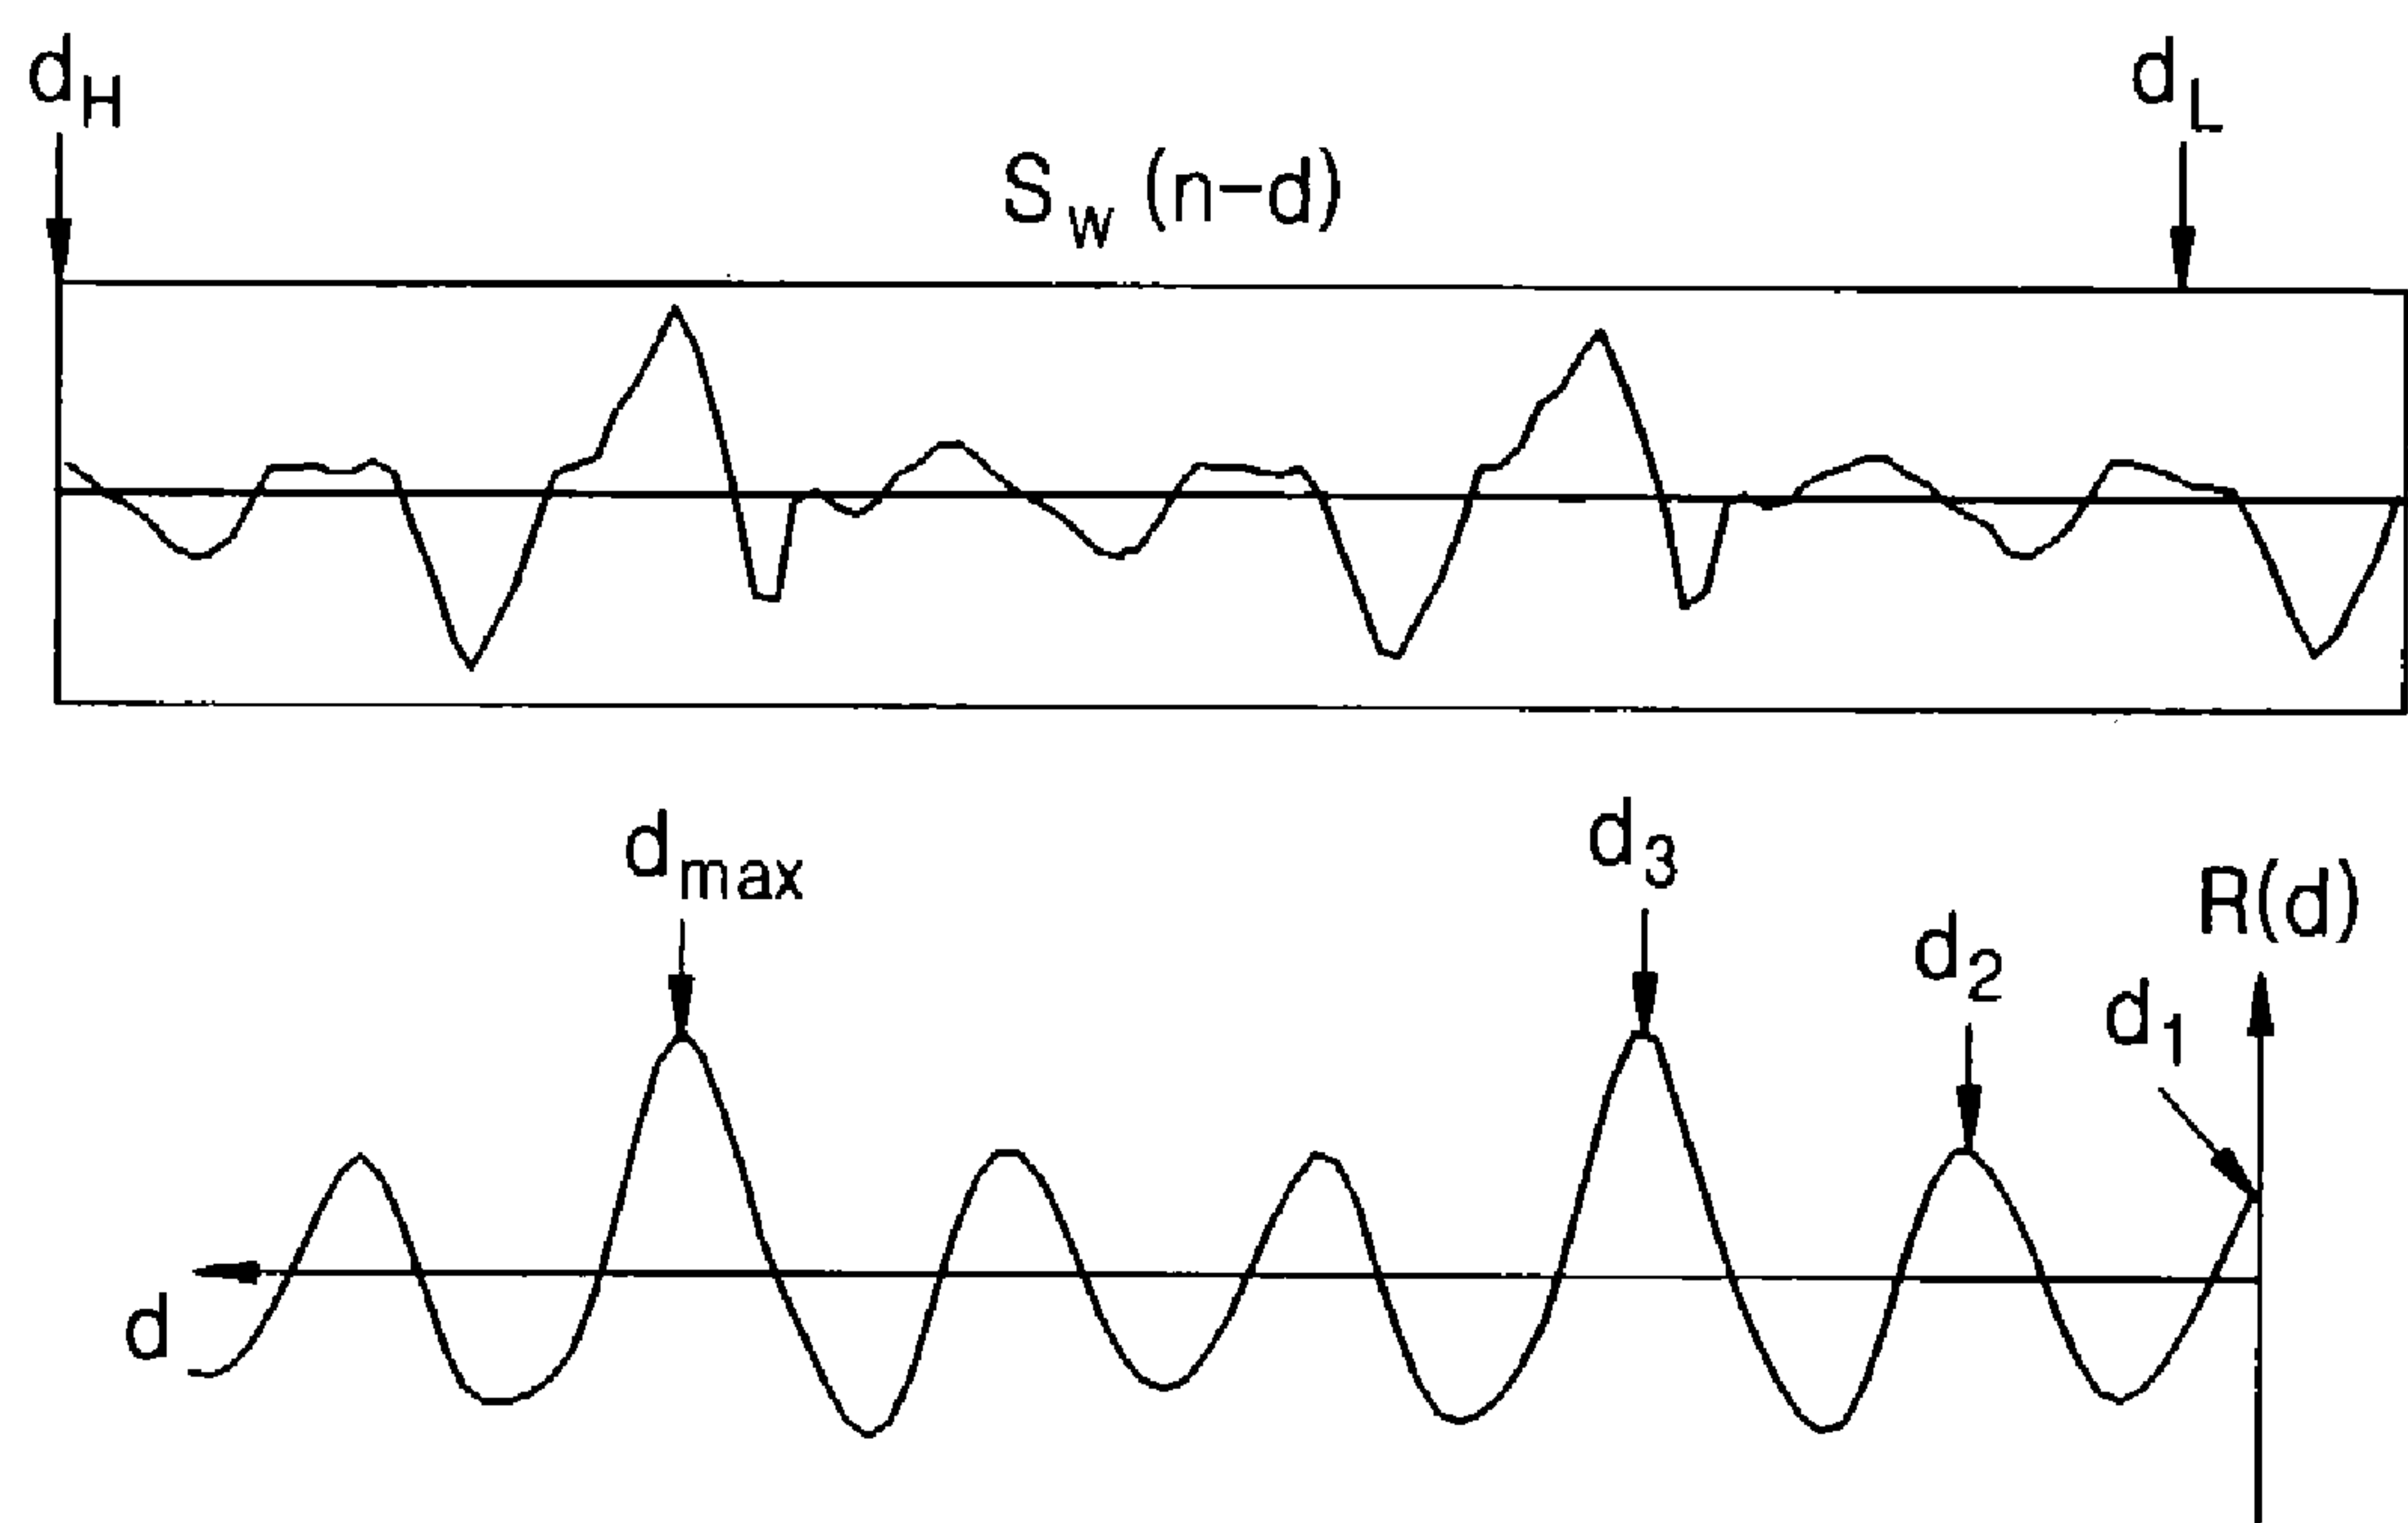 d_H
d_L
S_w (n-d)
d_max
d_3
R(d)
d_2
d_1
d